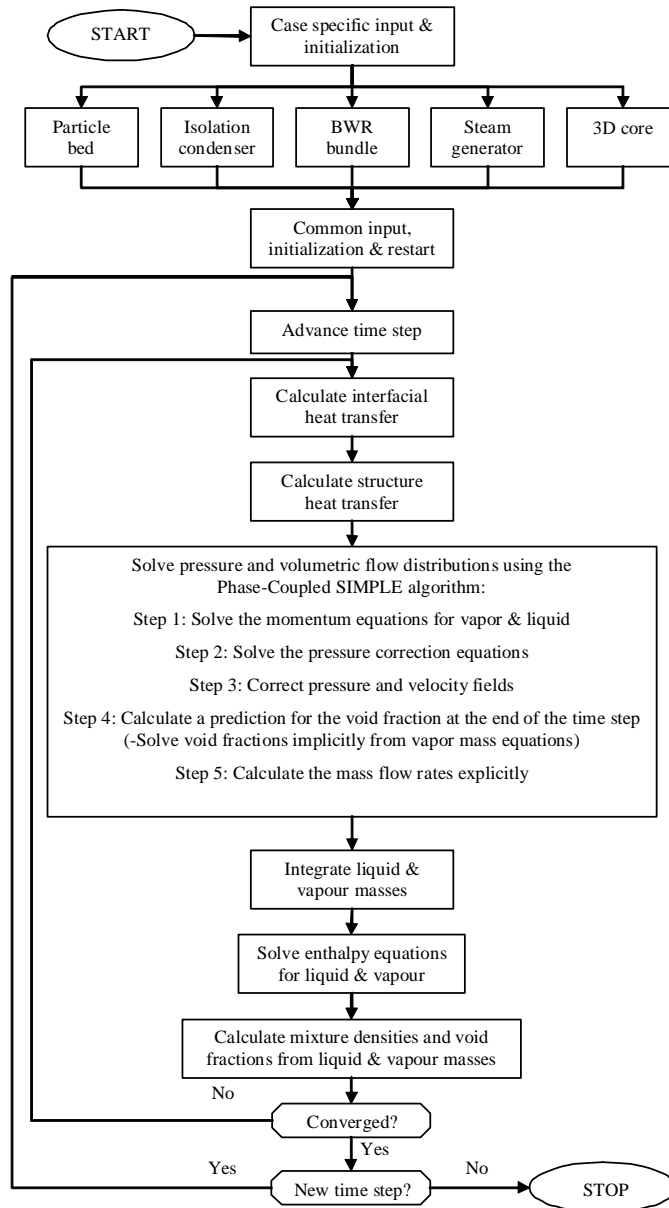 START
Case specific input &
initialization
Particle
bed
Isolation
condenser
BWR
bundle
Steam
generator
3D core
Common input,
initialization & restart
Advance time step
Calculate interfacial
heat transfer
Calculate structure
heat transfer
Solve pressure and volumetric flow distributions using the
Phase-Coupled SIMPLE algorithm:
Step 1: Solve the momentum equations for vapor & liquid
Step 2: Solve the pressure correction equations
Step 3: Correct pressure and velocity fields
Step 4: Calculate a prediction for the void fraction at the end of the time step
(-Solve void fractions implicitly from vapor mass equations)
Step 5: Calculate the mass flow rates explicitly
Integrate liquid &
vapour masses
Solve enthalpy equations
for liquid & vapour
Calculate mixture densities and void
fractions from liquid & vapour masses
No
Converged?
Yes
Yes
New time step?
No
STOP